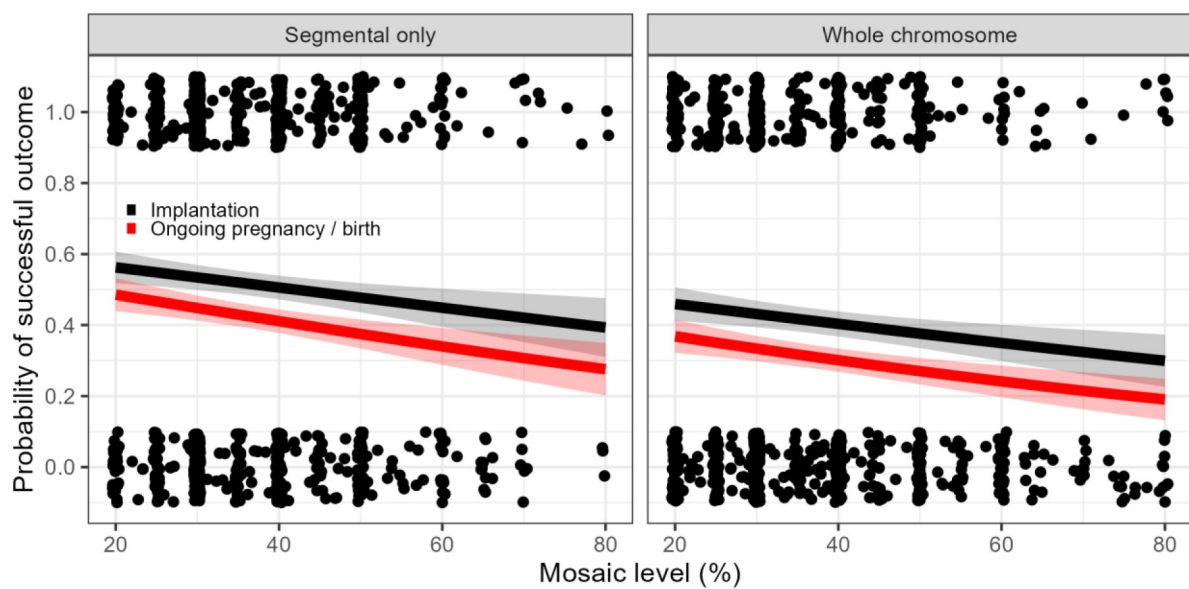 Segmental only
Whole chromosome
Probability of successful outcome
1.0
0.8
0.6
0.4
0.2
0.0
Implantation
Ongoing pregnancy / birth
20
40
60
80
20
40
60
80
Mosaic level (%)